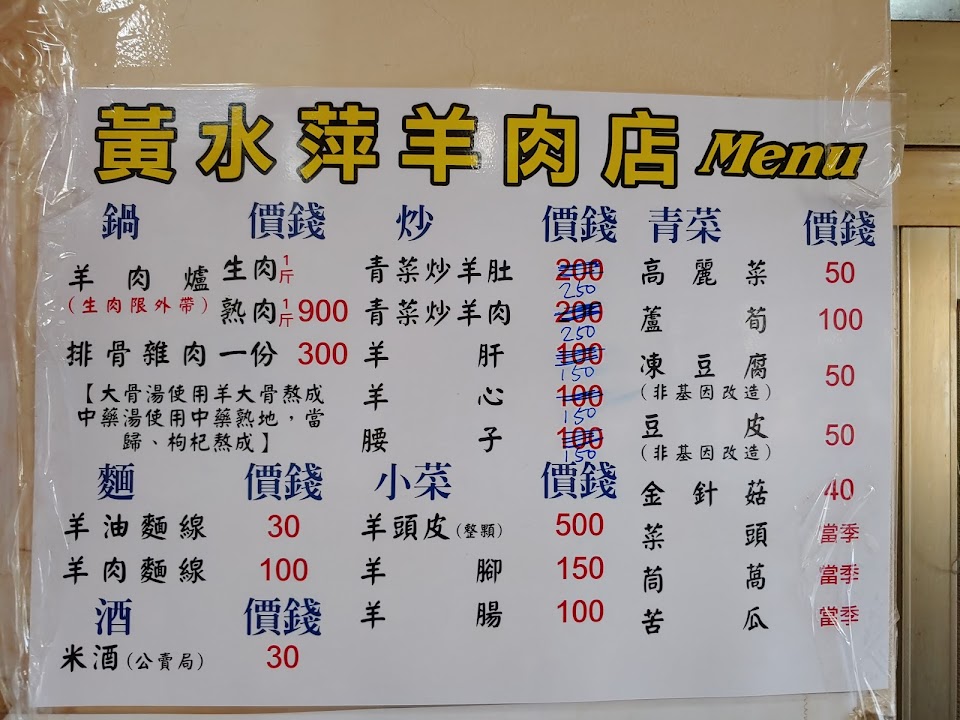 黃水萍羊肉店 Menu
鍋 價錢
羊肉爐 生肉1斤
(生肉限外帶) 熟肉1斤 900
排骨雜肉一份 300
【大骨湯使用羊大骨熬成
中藥湯使用中藥熟地，當
歸、枸杞熬成】
麵 價錢
羊油麵線 30
羊肉麵線 100
酒 價錢
米酒(公賣局) 30
炒 價錢
青菜炒羊肚 200
250
青菜炒羊肉 200
250
羊肝 100
150
羊心 100
150
腰子 100
150
小菜 價錢
羊頭皮(整顆) 500
羊腳 150
羊腸 100
青菜 價錢
高麗菜 50
蘆筍 100
凍豆腐 50
(非基因改造)
豆皮 50
(非基因改造)
金針菇 40
菜頭 當季
茼萵 當季
苦瓜 當季